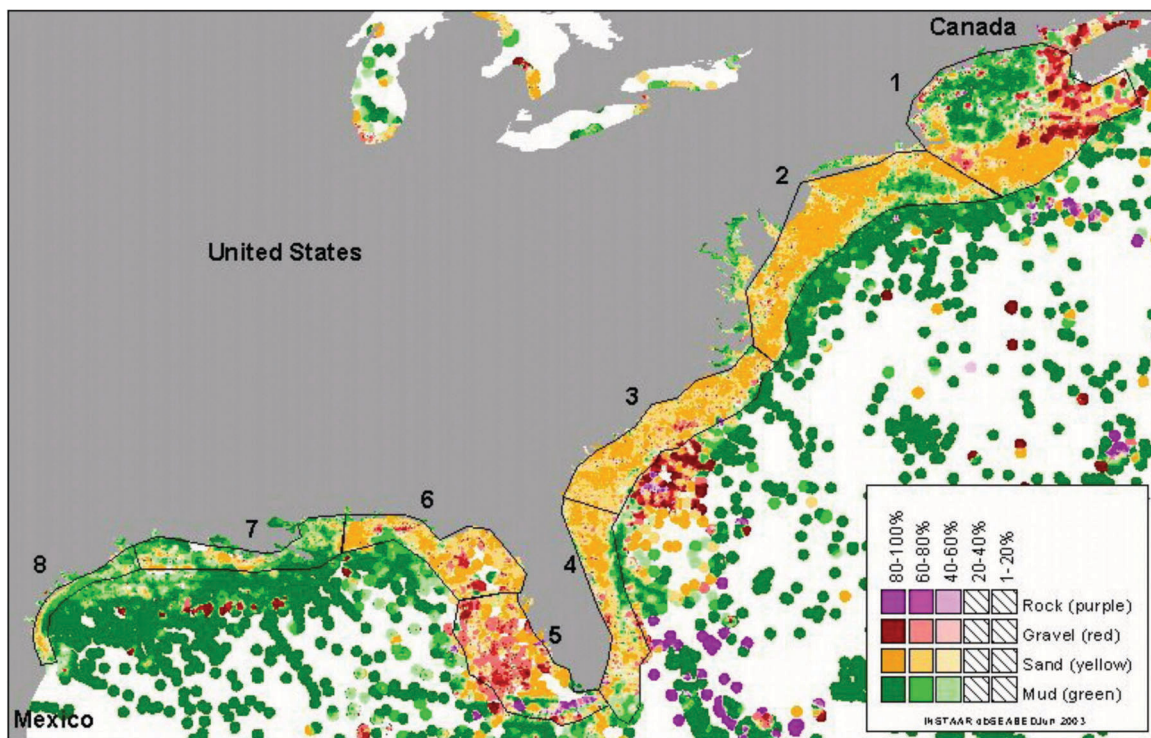 Canada
1
2
United States
3
6
4
7
8
5
Mexico
80-100%
60-80%
40-60%
20-40%
1-20%
Rock (purple)
Gravel (red)
Sand (yellow)
Mud (green)
INSTAAR dbSEABED Jun 2003